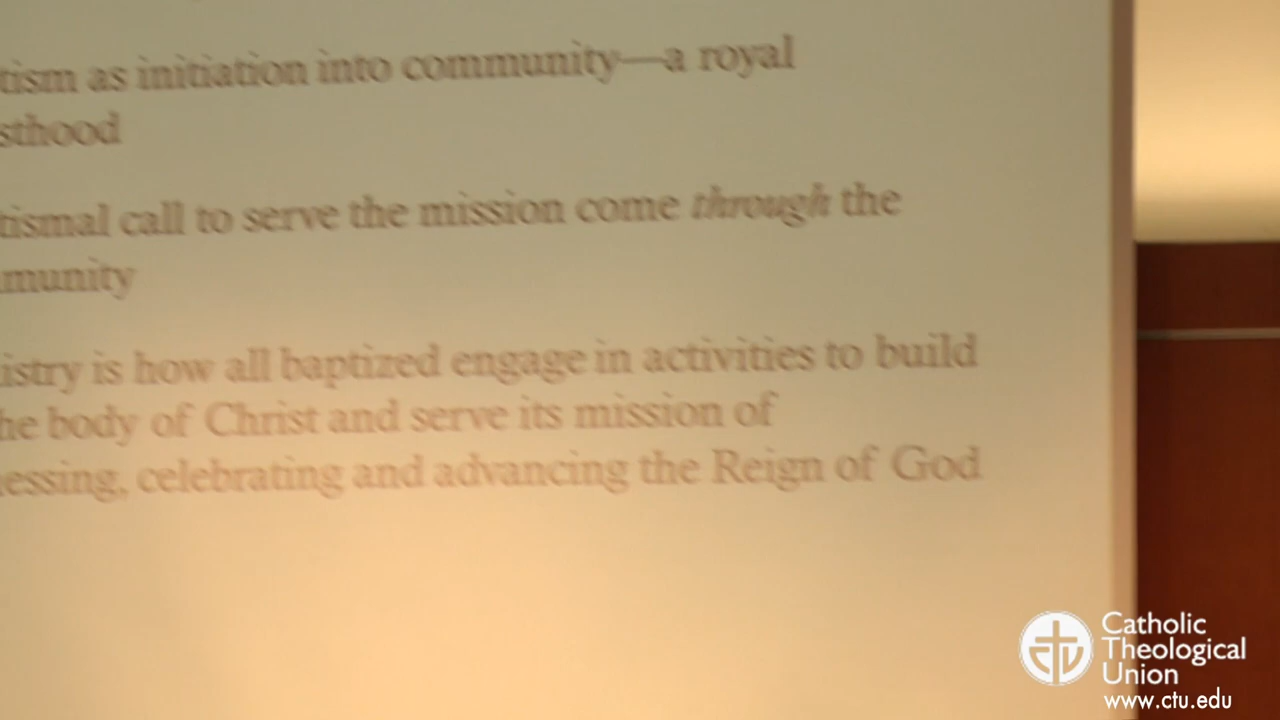 tism as initiation into community—a royal
sthood
tismal call to serve the mission come through the
munity
istry is how all baptized engage in activities to build
he body of Christ and serve its mission of
essing, celebrating and advancing the Reign of God
Catholic
Theological
Union
www.ctu.edu